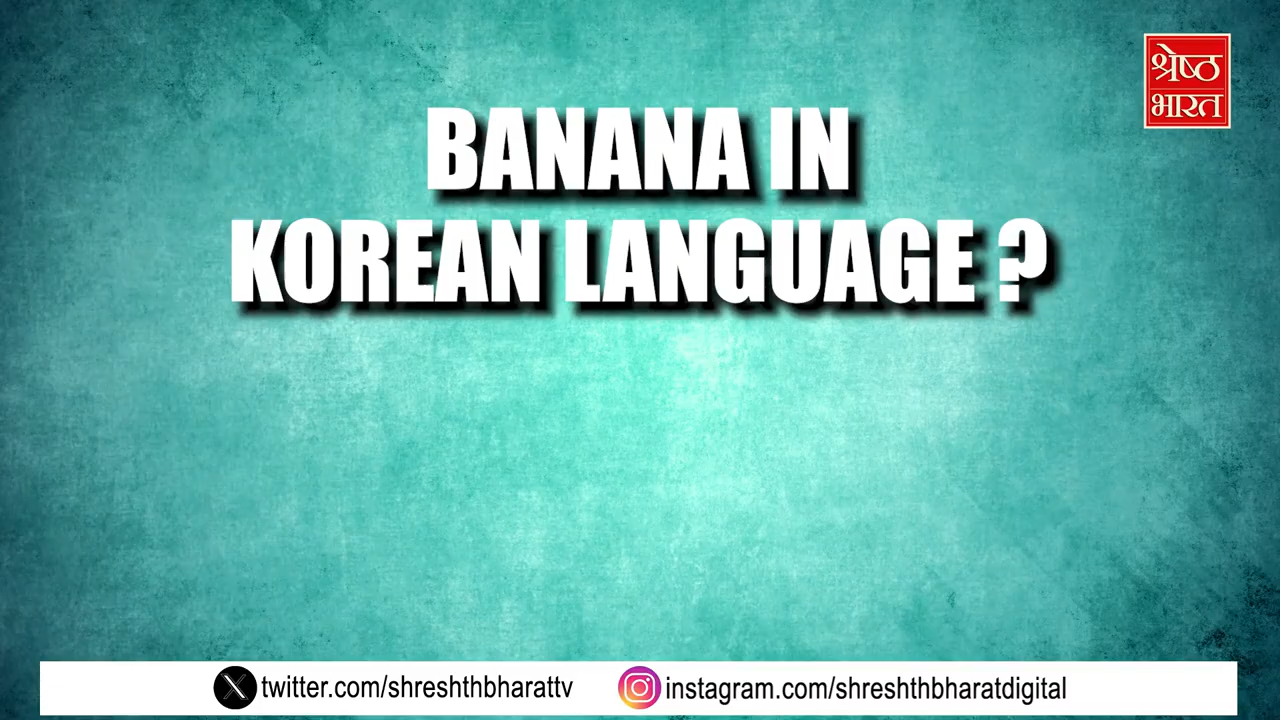 श्रेष्ठ
भारत
BANANA IN
KOREAN LANGUAGE ?
twitter.com/shreshthbharattv
instagram.com/shreshthbharatdigital